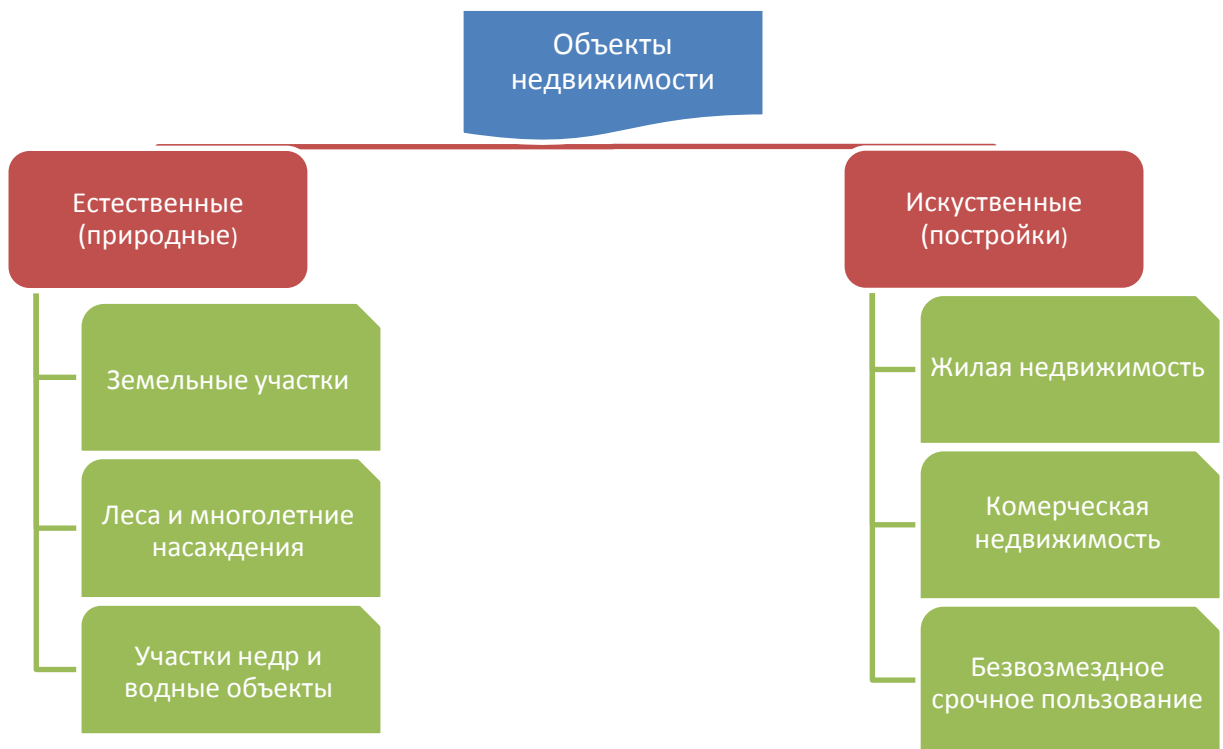 Объекты
недвижимости
Естественные
(природные)
Земельные участки
Леса и многолетние
насаждения
Участки недр и
водные объекты
Искуственные
(постройки)
Жилая недвижимость
Комерческая
недвижимость
Безвозмездное
срочное пользование